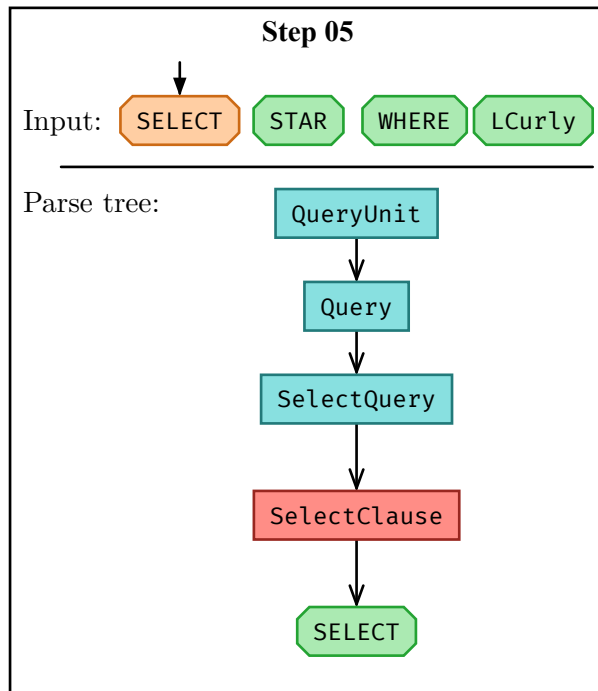 Step 05
Input: SELECT STAR WHERE LCurly
Parse tree:
QueryUnit
Query
SelectQuery
SelectClause
SELECT